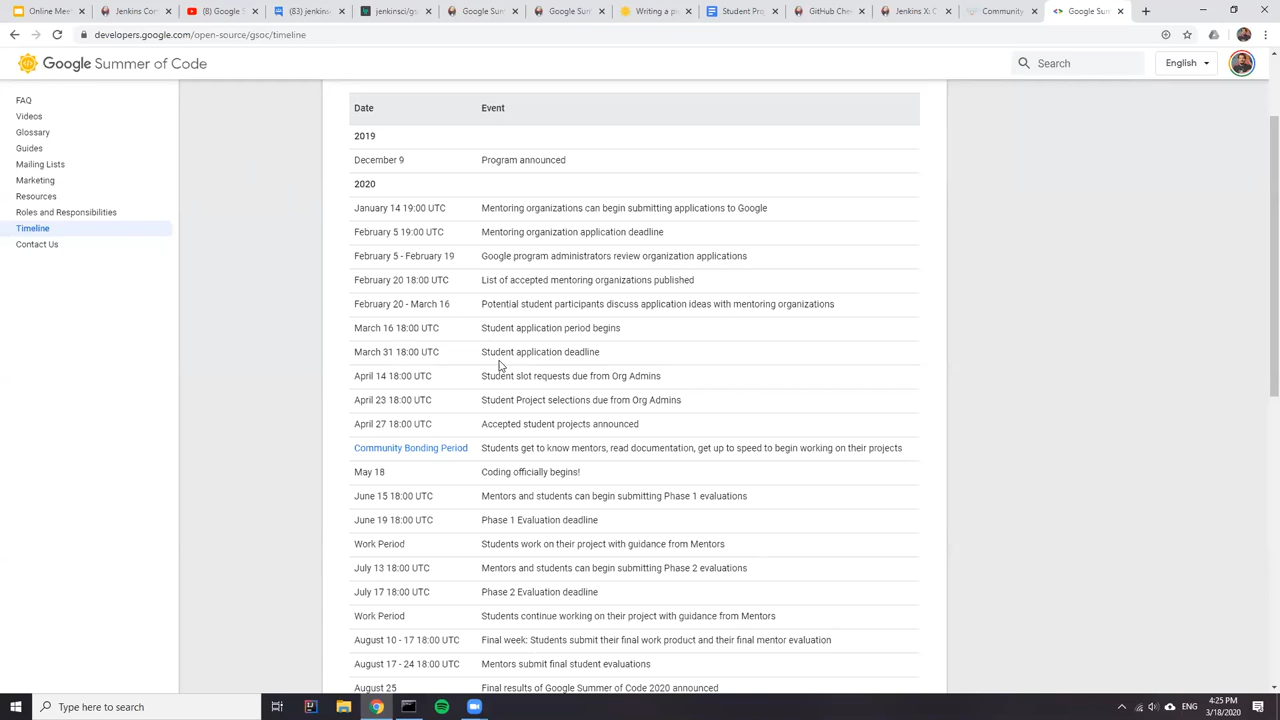 Online Mee
Jenkins Con
(8) Google S
(83) jenkins-
jenkinsci/gs
Google Sum
Google Sum
Writing a p
Student Pro
GitHub Che
Jenkins X
Community
Google Sun
developers.google.com/open-source/gsoc/timeline
Google Summer of Code
Search
English
FAQ
Videos
Glossary
Guides
Mailing Lists
Marketing
Resources
Roles and Responsibilities
Timeline
Contact Us
Date Event
2019
December 9 Program announced
2020
January 14 19:00 UTC Mentoring organizations can begin submitting applications to Google
February 5 19:00 UTC Mentoring organization application deadline
February 5 - February 19 Google program administrators review organization applications
February 20 18:00 UTC List of accepted mentoring organizations published
February 20 - March 16 Potential student participants discuss application ideas with mentoring organizations
March 16 18:00 UTC Student application period begins
March 31 18:00 UTC Student application deadline
April 14 18:00 UTC Student slot requests due from Org Admins
April 23 18:00 UTC Student Project selections due from Org Admins
April 27 18:00 UTC Accepted student projects announced
Community Bonding Period Students get to know mentors, read documentation, get up to speed to begin working on their projects
May 18 Coding officially begins!
June 15 18:00 UTC Mentors and students can begin submitting Phase 1 evaluations
June 19 18:00 UTC Phase 1 Evaluation deadline
Work Period Students work on their project with guidance from Mentors
July 13 18:00 UTC Mentors and students can begin submitting Phase 2 evaluations
July 17 18:00 UTC Phase 2 Evaluation deadline
Work Period Students continue working on their project with guidance from Mentors
August 10 - 17 18:00 UTC Final week: Students submit their final work product and their final mentor evaluation
August 17 - 24 18:00 UTC Mentors submit final student evaluations
August 25 Final results of Google Summer of Code 2020 announced
Type here to search
ENG
4:25 PM
3/18/2020